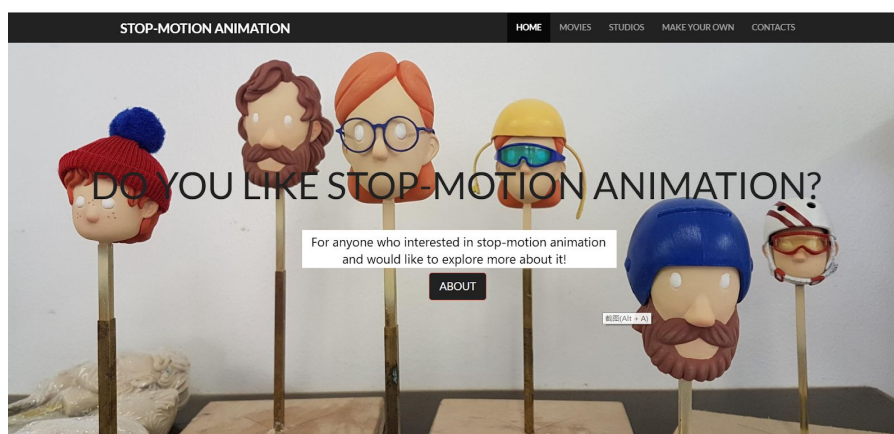 STOP-MOTION ANIMATION
HOME MOVIES STUDIOS MAKE YOUR OWN CONTACTS
DO YOU LIKE STOP-MOTION ANIMATION?
For anyone who interested in stop-motion animation
and would like to explore more about it!
ABOUT
截图(Alt + A)